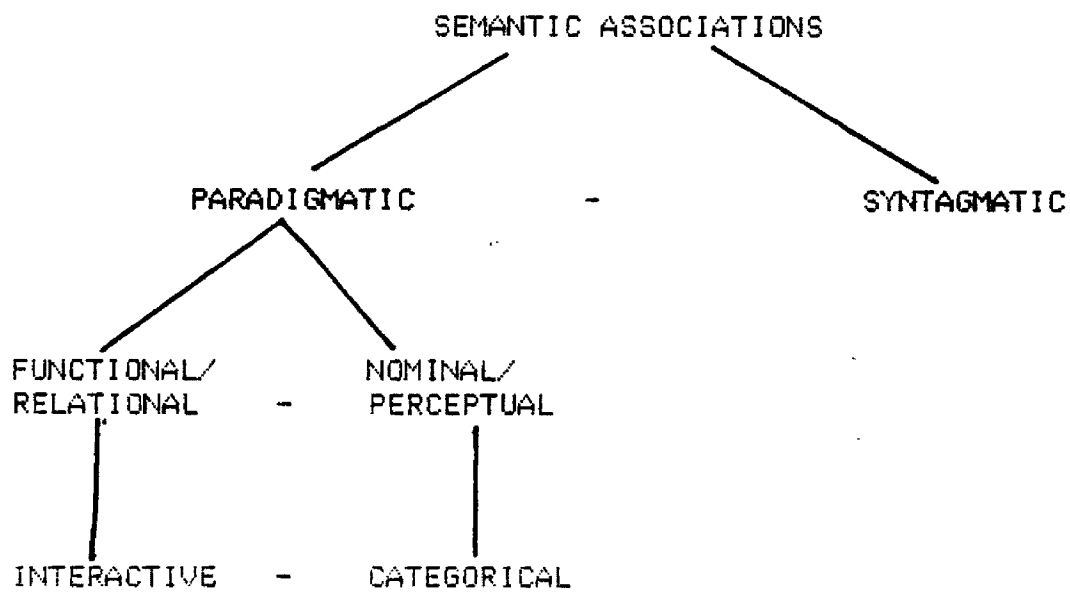 SEMANTIC ASSOCIATIONS
PARADIGMATIC - SYNTAGMATIC
FUNCTIONAL/ NOMINAL/
RELATIONAL - PERCEPTUAL
INTERACTIVE - CATEGORICAL